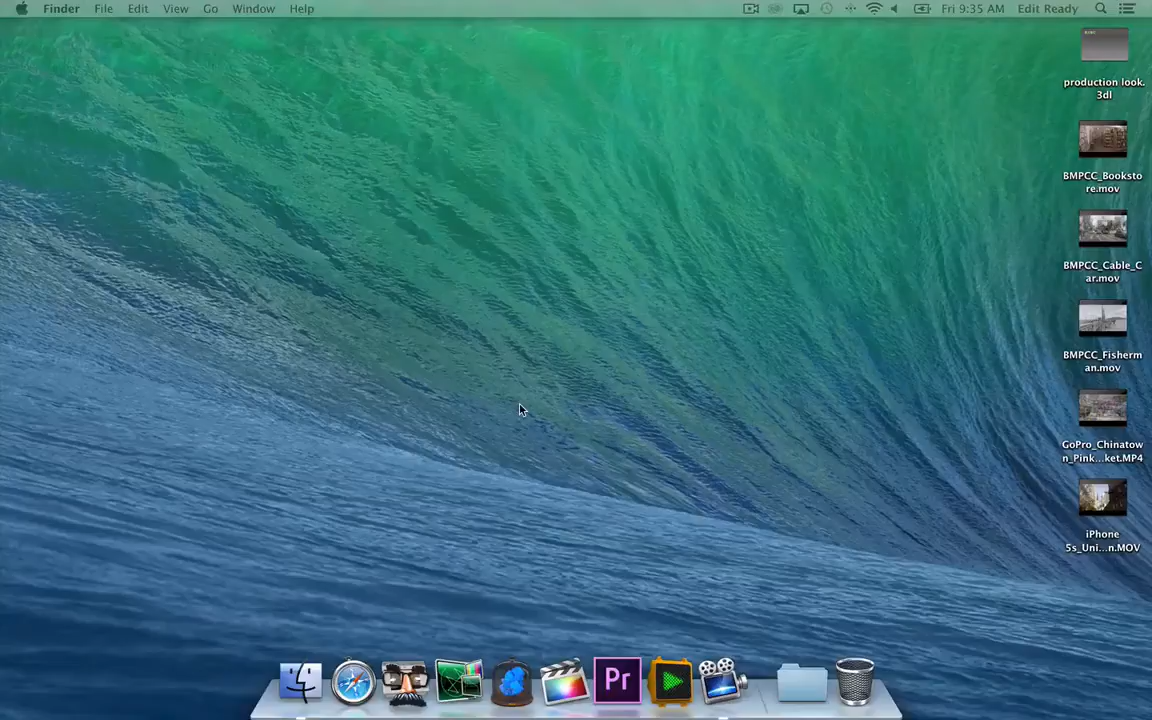 Finder File Edit View Go Window Help Fri 9:35 AM Edit Ready
production look.
3dl
BMPCC_Booksto
re.mov
BMPCC_Cable_C
ar.mov
BMPCC_Fisherm
an.mov
GoPro_Chinatow
n_Pink...ket.MP4
iPhone
5s_Uni...n.MOV
Pr